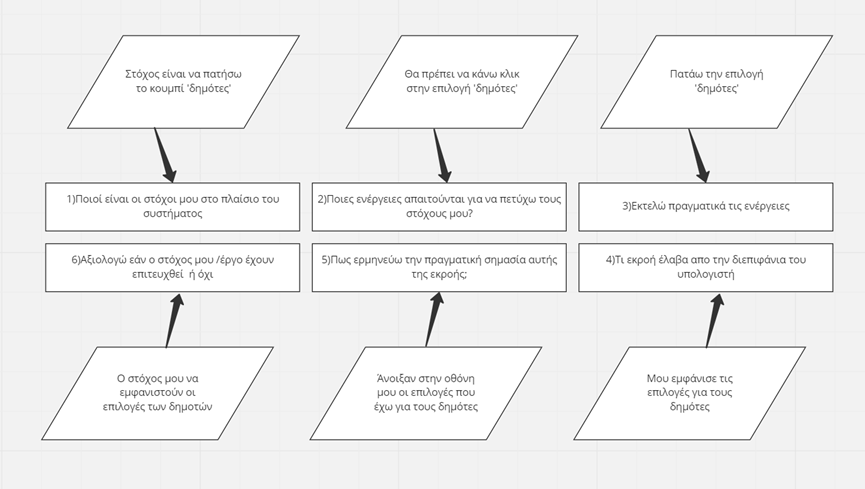 Στόχος είναι να πατήσω
το κουμπί 'δημότες'
Θα πρέπει να κάνω κλικ
στην επιλογή 'δημότες'
Πατάω την επιλογή
'δημότες'
1)Ποιοί είναι οι στόχοι μου στο πλαίσιο του
συστήματος
2)Ποιες ενέργειες απαιτούνται για να πετύχω τους
στόχους μου?
3)Εκτελώ πραγματικά τις ενέργειες
6)Αξιολογώ εάν ο στόχος μου /έργο έχουν
επιτευχθεί ή όχι
5)Πως ερμηνεύω την πραγματική σημασία αυτής
της εκροής;
4)Τι εκροή έλαβα απο την διεπιφάνια του
υπολογιστή
Ο στόχος μου να
εμφανιστούν οι
επιλογές των δημοτών
Άνοιξαν στην οθόνη
μου οι επιλογές που
έχω για τους δημότες
Μου εμφάνισε τις
επιλογές για τους
δημότες